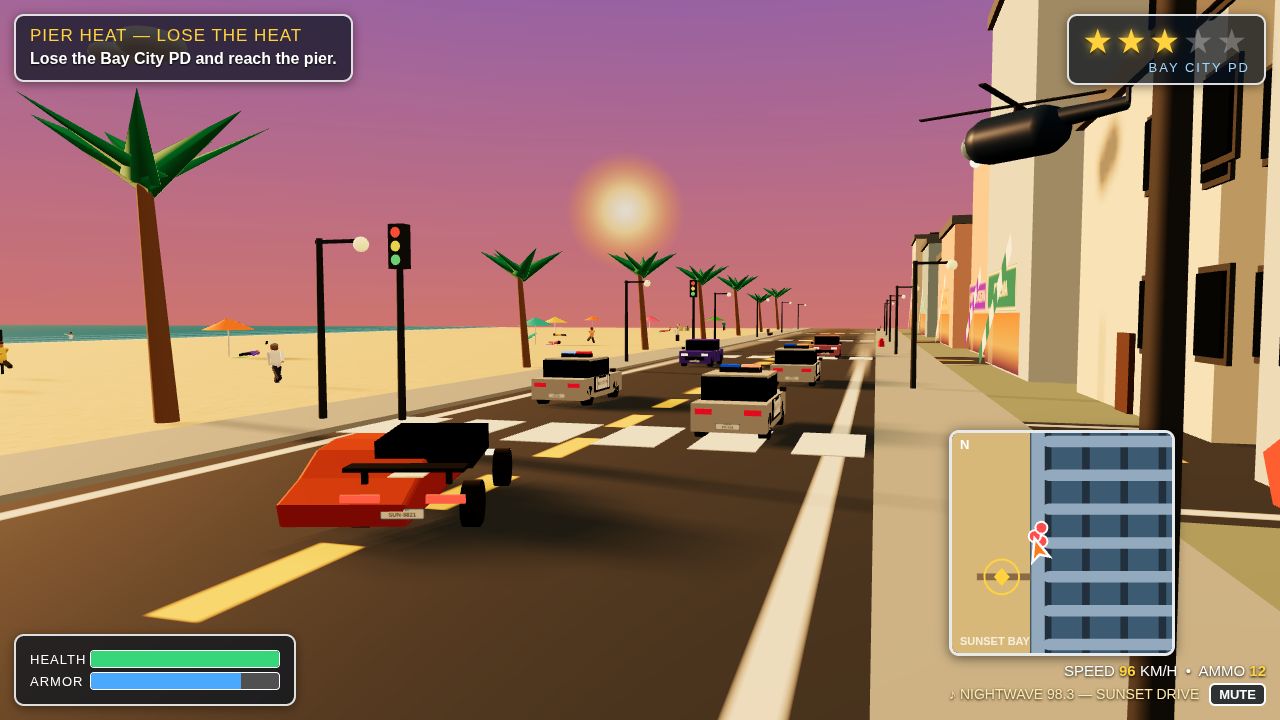 PIER HEAT — LOSE THE HEAT
Lose the Bay City PD and reach the pier.
BAY CITY PD
SUN-9821
N
SUNSET BAY
HEALTH
ARMOR
SPEED 96 KM/H • AMMO 12
♪ NIGHTWAVE 98.3 — SUNSET DRIVE
MUTE